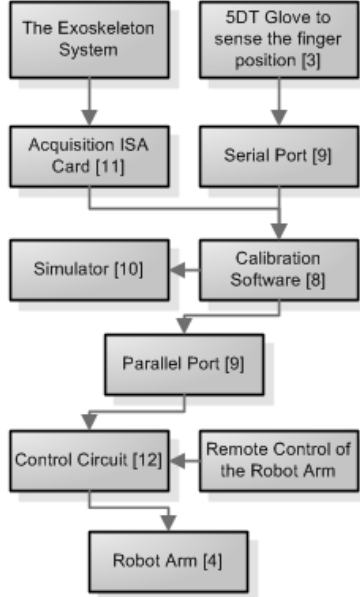 The Exoskeleton
System
5DT Glove to
sense the finger
position [3]
Acquisition ISA
Card [11]
Serial Port [9]
Simulator [10]
Calibration
Software [8]
Parallel Port [9]
Control Circuit [12]
Remote Control of
the Robot Arm
Robot Arm [4]